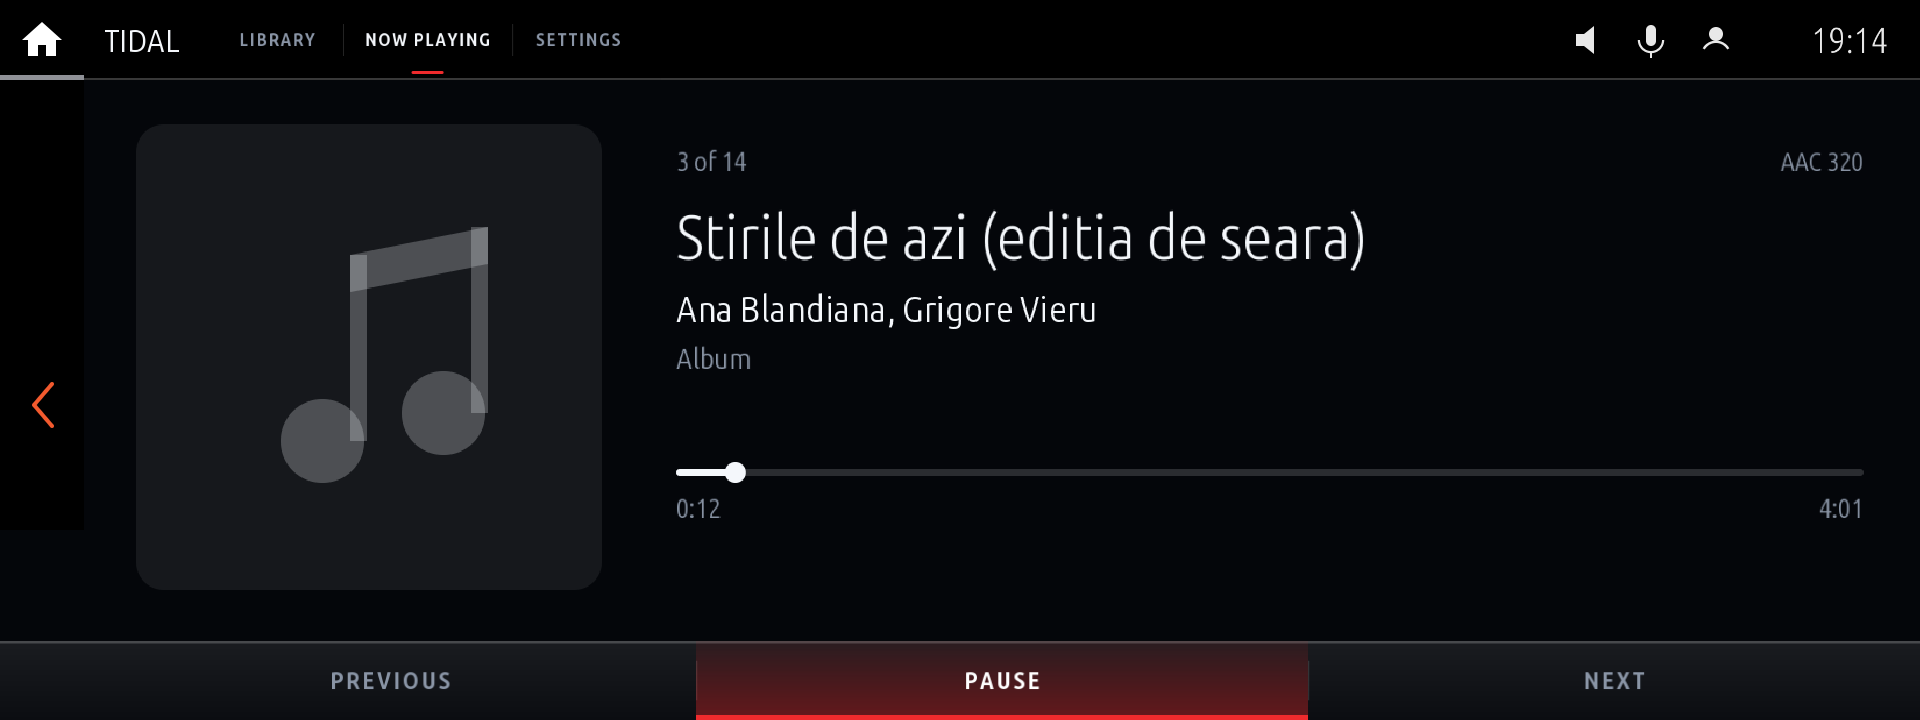 TIDAL
LIBRARY
NOW PLAYING
SETTINGS
19:14
3 of 14
AAC 320
Stirile de azi (editia de seara)
Ana Blandiana, Grigore Vieru
Album
0:12
4:01
PREVIOUS
PAUSE
NEXT